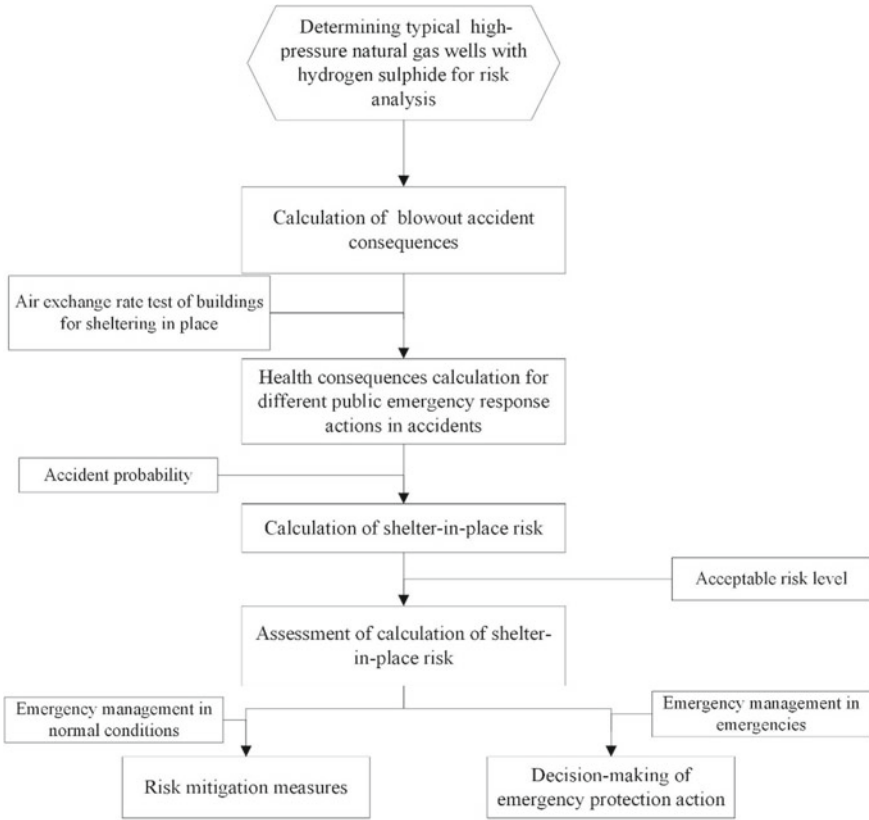 Determining typical high-
pressure natural gas wells with
hydrogen sulphide for risk
analysis
Calculation of blowout accident
consequences
Air exchange rate test of buildings
for sheltering in place
Health consequences calculation for
different public emergency response
actions in accidents
Accident probability
Calculation of shelter-in-place risk
Acceptable risk level
Assessment of calculation of shelter-
in-place risk
Emergency management in
normal conditions
Emergency management in
emergencies
Risk mitigation measures
Decision-making of
emergency protection action